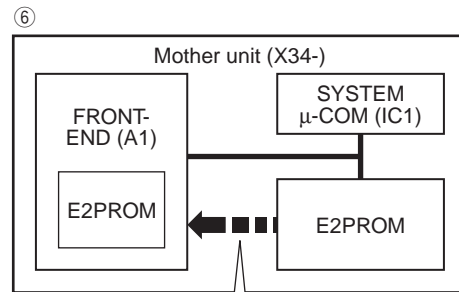 ⑥
Mother unit (X34-)
FRONT-
END (A1)
E2PROM
SYSTEM
µ-COM (IC1)
E2PROM